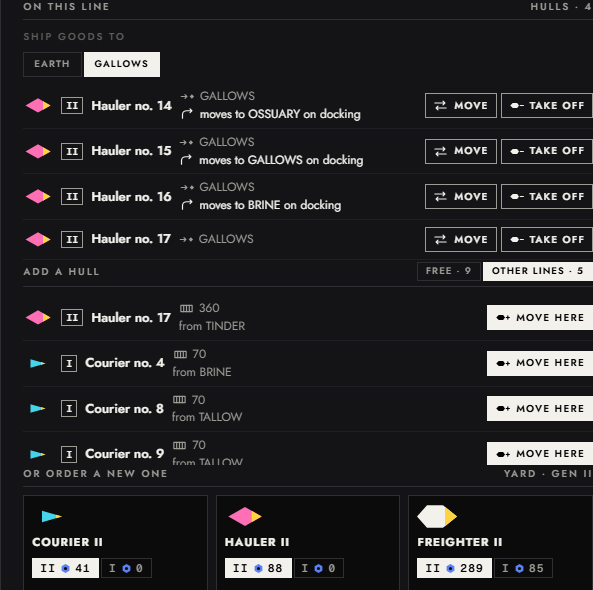 ON THIS LINE HULLS · 4
SHIP GOODS TO
EARTH GALLOWS
II Hauler no. 14 GALLOWS
moves to OSSUARY on docking
MOVE TAKE OFF
II Hauler no. 15 GALLOWS
moves to GALLOWS on docking
MOVE TAKE OFF
II Hauler no. 16 GALLOWS
moves to BRINE on docking
MOVE TAKE OFF
II Hauler no. 17 GALLOWS MOVE TAKE OFF
ADD A HULL FREE · 9 OTHER LINES · 5
II Hauler no. 17 360
from TINDER
MOVE HERE
I Courier no. 4 70
from BRINE
MOVE HERE
I Courier no. 8 70
from TALLOW
MOVE HERE
I Courier no. 9 70
from TALLOW
MOVE HERE
OR ORDER A NEW ONE YARD · GEN II
COURIER II HAULER II FREIGHTER II
II 41 I 0 II 88 I 0 II 289 I 85